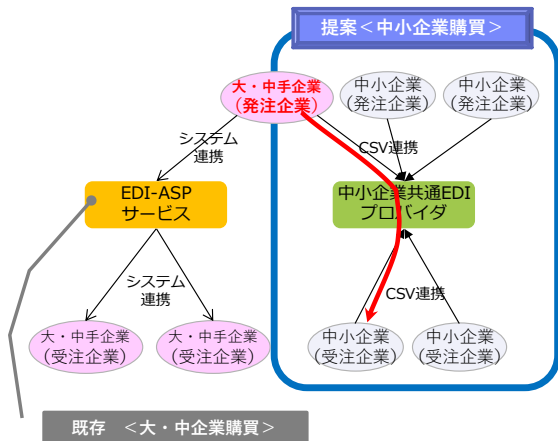 提案＜中小企業購買＞
大・中手企業
（発注企業）
中小企業
（発注企業）
中小企業
（発注企業）
システム
連携
CSV連携
EDI-ASP
サービス
中小企業共通EDI
プロバイダ
システム
連携
CSV連携
大・中手企業
（受注企業）
大・中手企業
（受注企業）
中小企業
（受注企業）
中小企業
（受注企業）
既存　＜大・中企業購買＞